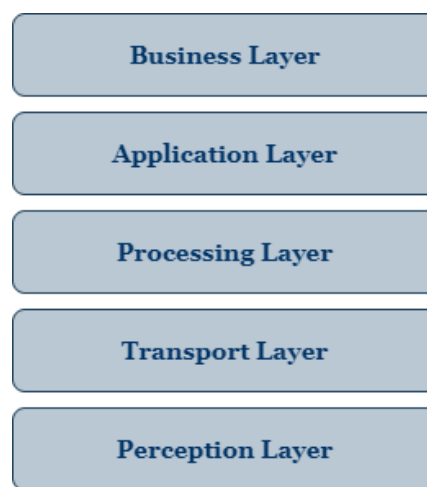 Business Layer
Application Layer
Processing Layer
Transport Layer
Perception Layer